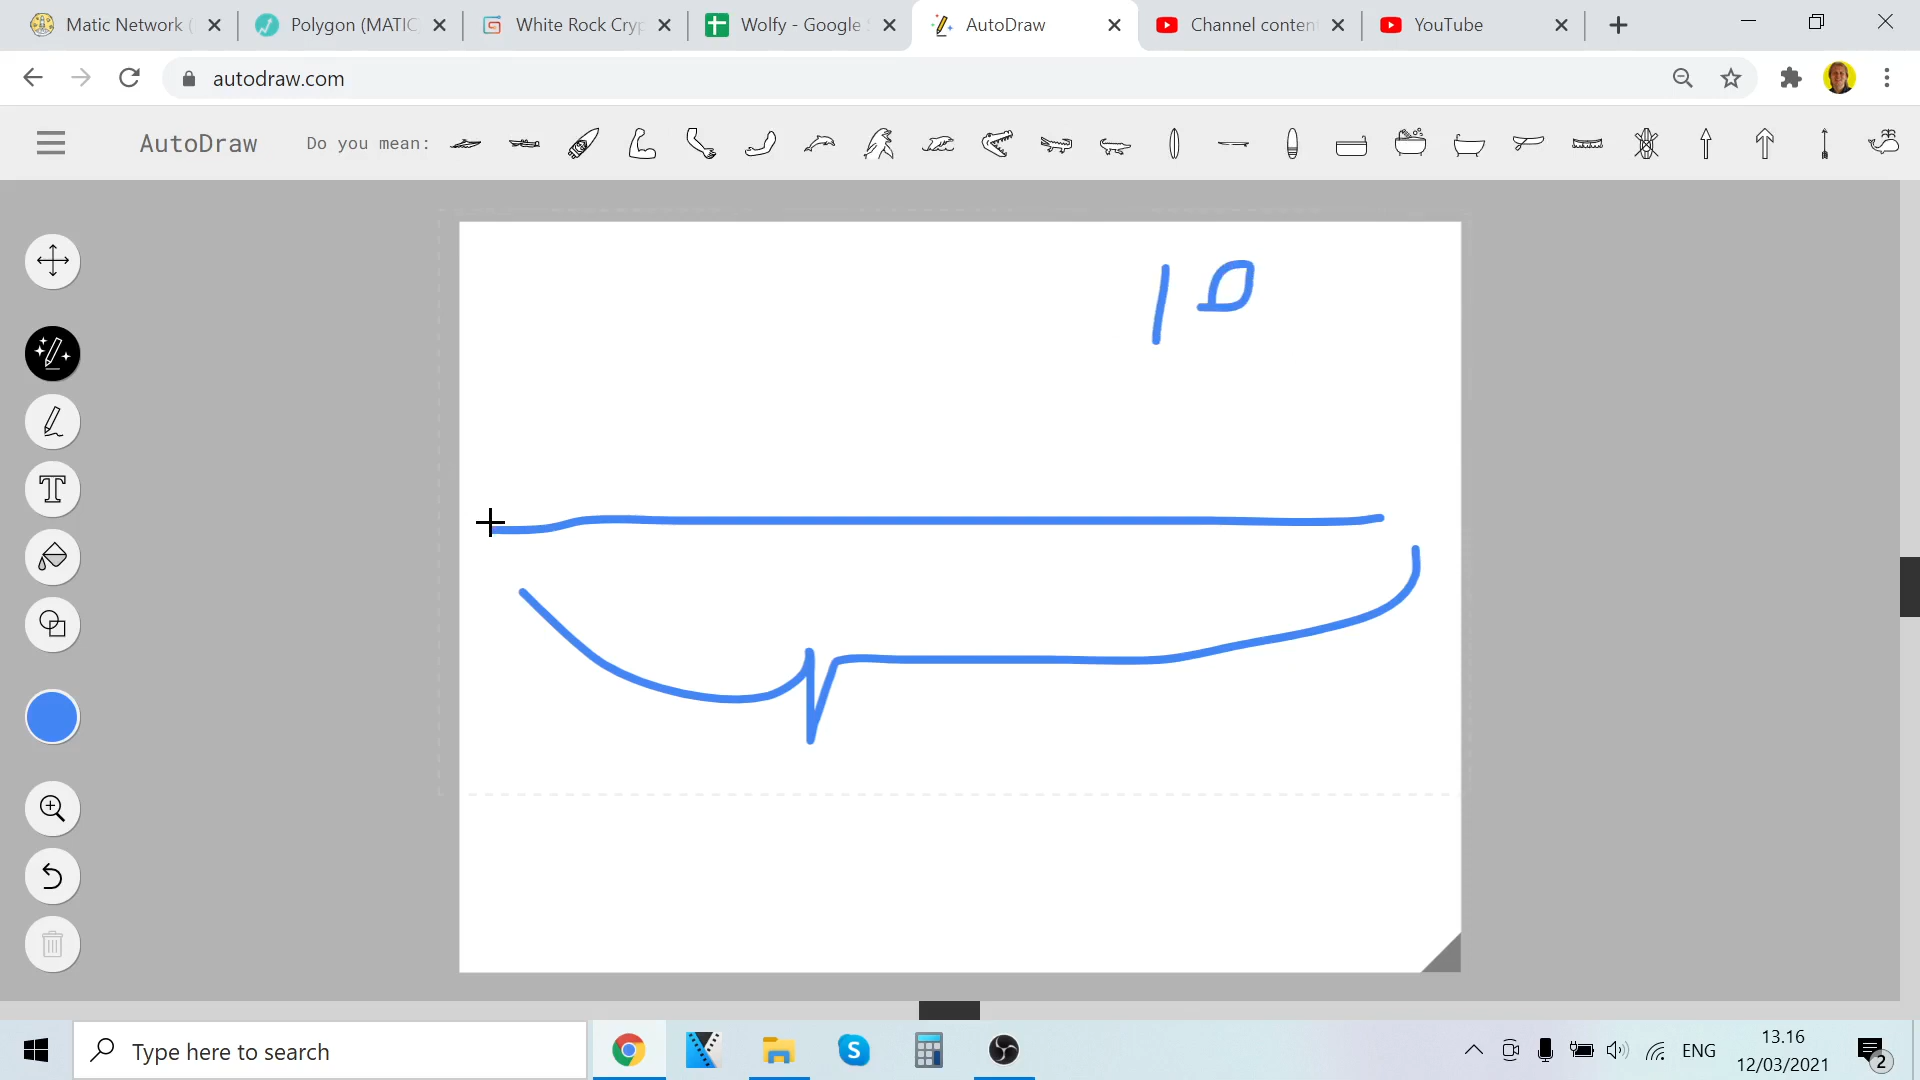 Matic Network (
Polygon (MATIC
White Rock Cryp
Wolfy - Google
AutoDraw
Channel conten
YouTube
autodraw.com
AutoDraw
Do you mean:
10
T
Type here to search
S
ENG
13.16
12/03/2021
2